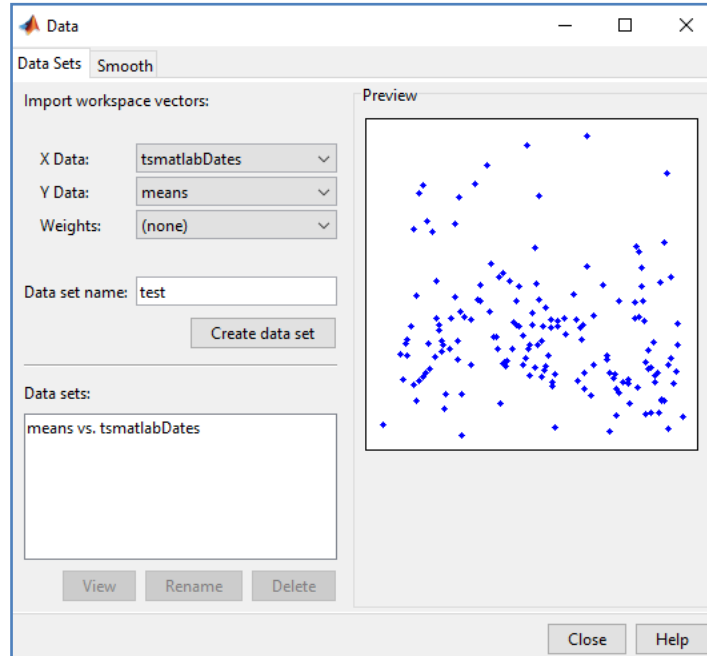 Data
Data Sets
Smooth
Import workspace vectors:
X Data:
tsmatlabDates
Y Data:
means
Weights:
(none)
Data set name:
test
Create data set
Data sets:
means vs. tsmatlabDates
View
Rename
Delete
Preview
Close
Help